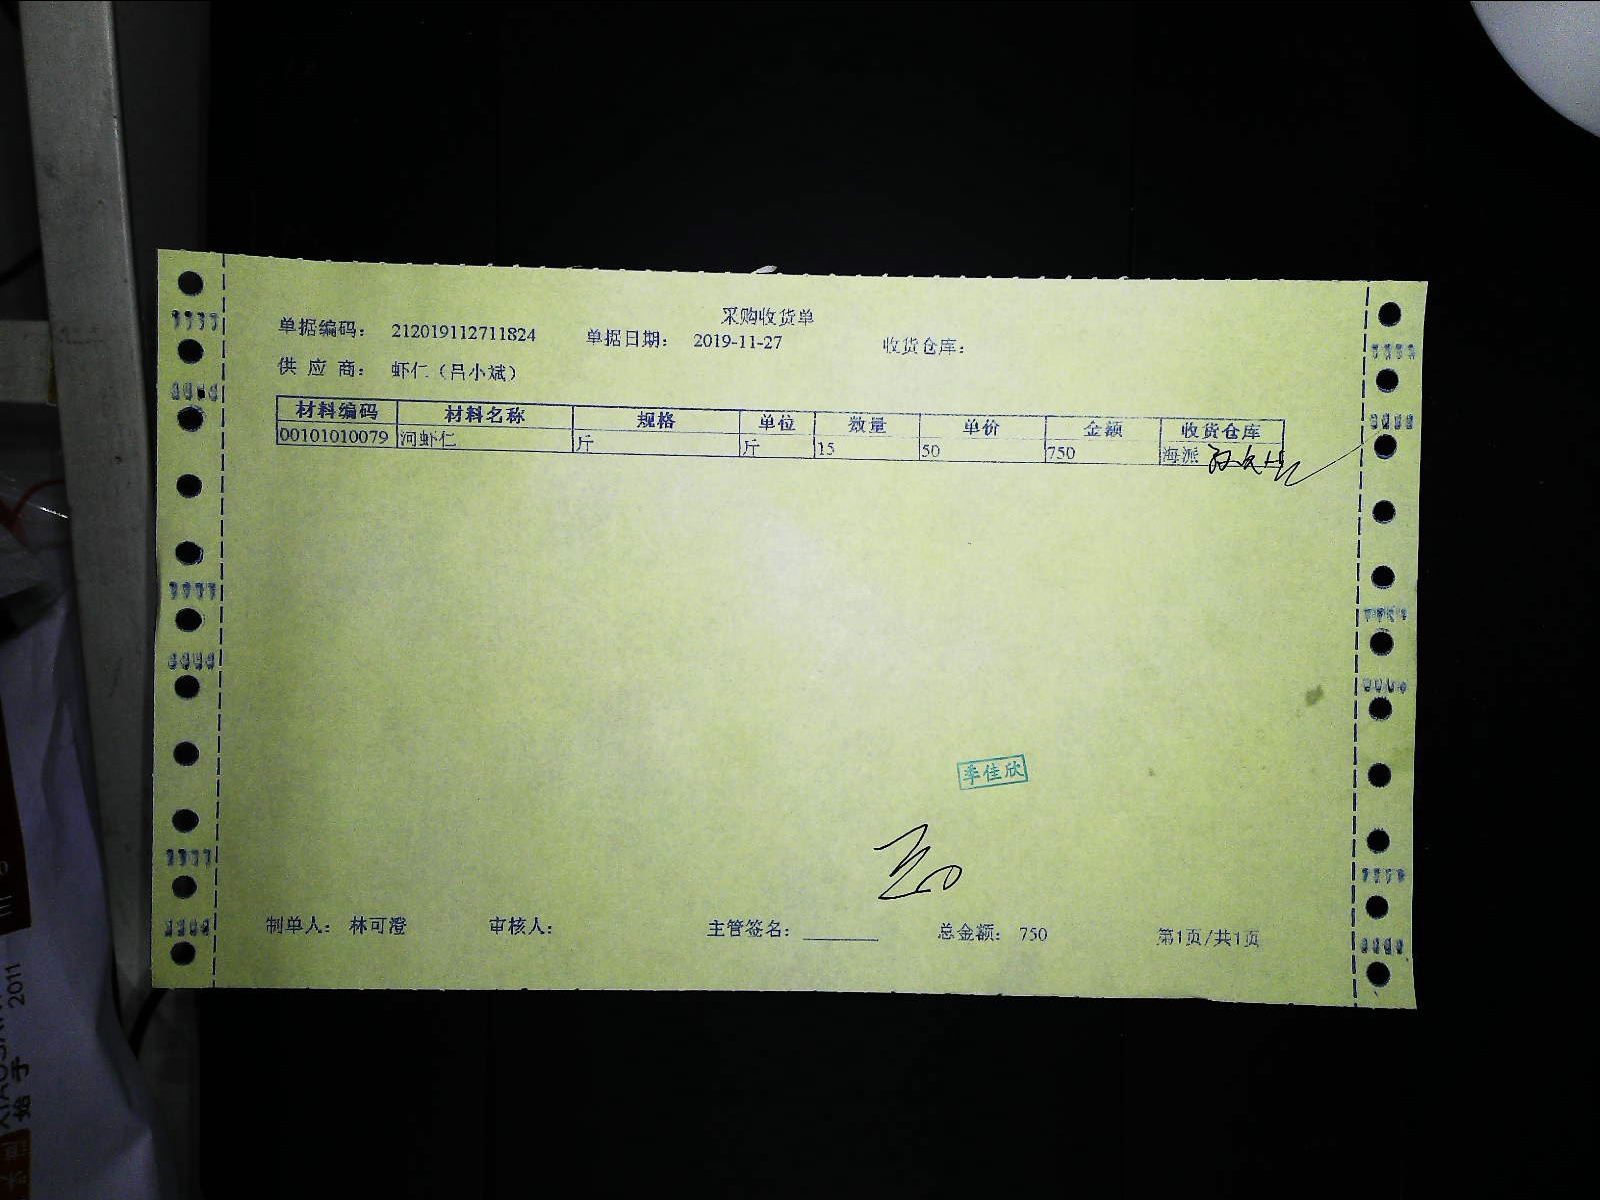 采购收货单
单据编码： 212019112711824 单据日期： 2019-11-27 收货仓库：
供 应 商： 虾仁（吕小斌）
材料编码 材料名称 规格 单位 数量 单价 金额 收货仓库
00101010079 河虾仁 斤 斤 15 50 750 海派
李佳欣
制单人： 林可澄 审核人： 主管签名： ________ 总金额： 750 第1页/共1页
2011
始于